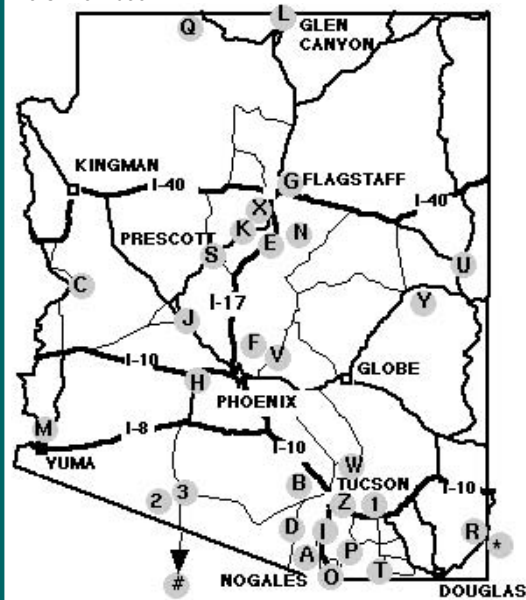 L
Q
GLEN
CANYON
KINGMAN
I-40
G FLAGSTAFF
X
I-40
K
PRESCOTT
E
N
S
U
C
Y
I-17
J
F
V
I-10
GLOBE
H
PHOENIX
M
I-8
I-10
YUMA
W
B
TUCSON
I-10
2
3
Z
1
D
I
R
*
A
P
O
T
#
NOGALES
DOUGLAS